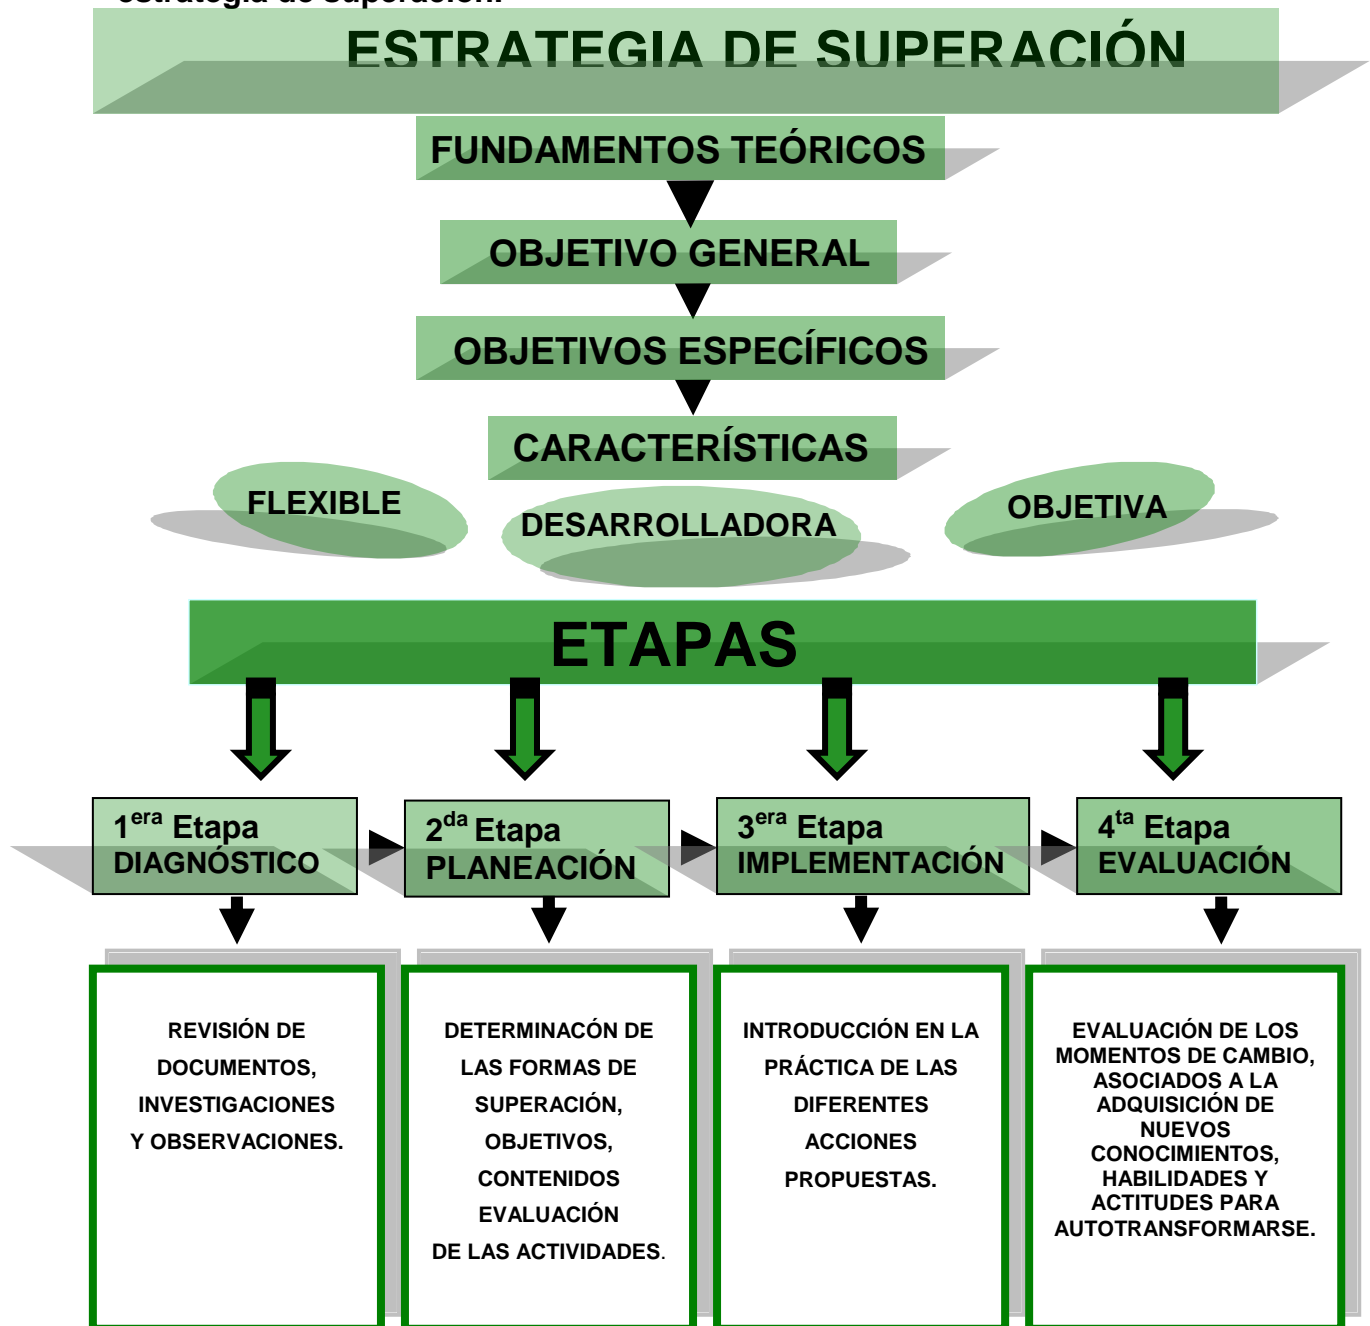 estrategia de superación.
ESTRATEGIA DE SUPERACIÓN
FUNDAMENTOS TEÓRICOS
OBJETIVO GENERAL
OBJETIVOS ESPECÍFICOS
CARACTERÍSTICAS
FLEXIBLE
DESARROLLADORA
OBJETIVA
ETAPAS
1era Etapa
DIAGNÓSTICO
2da Etapa
PLANEACIÓN
3era Etapa
IMPLEMENTACIÓN
4ta Etapa
EVALUACIÓN
REVISIÓN DE
DOCUMENTOS,
INVESTIGACIONES
Y OBSERVACIONES.
DETERMINACÓN DE
LAS FORMAS DE
SUPERACIÓN,
OBJETIVOS,
CONTENIDOS
EVALUACIÓN
DE LAS ACTIVIDADES.
INTRODUCCIÓN EN LA
PRÁCTICA DE LAS
DIFERENTES
ACCIONES
PROPUESTAS.
EVALUACIÓN DE LOS
MOMENTOS DE CAMBIO,
ASOCIADOS A LA
ADQUISICIÓN DE
NUEVOS
CONOCIMIENTOS,
HABILIDADES Y
ACTITUDES PARA
AUTOTRANSFORMARSE.